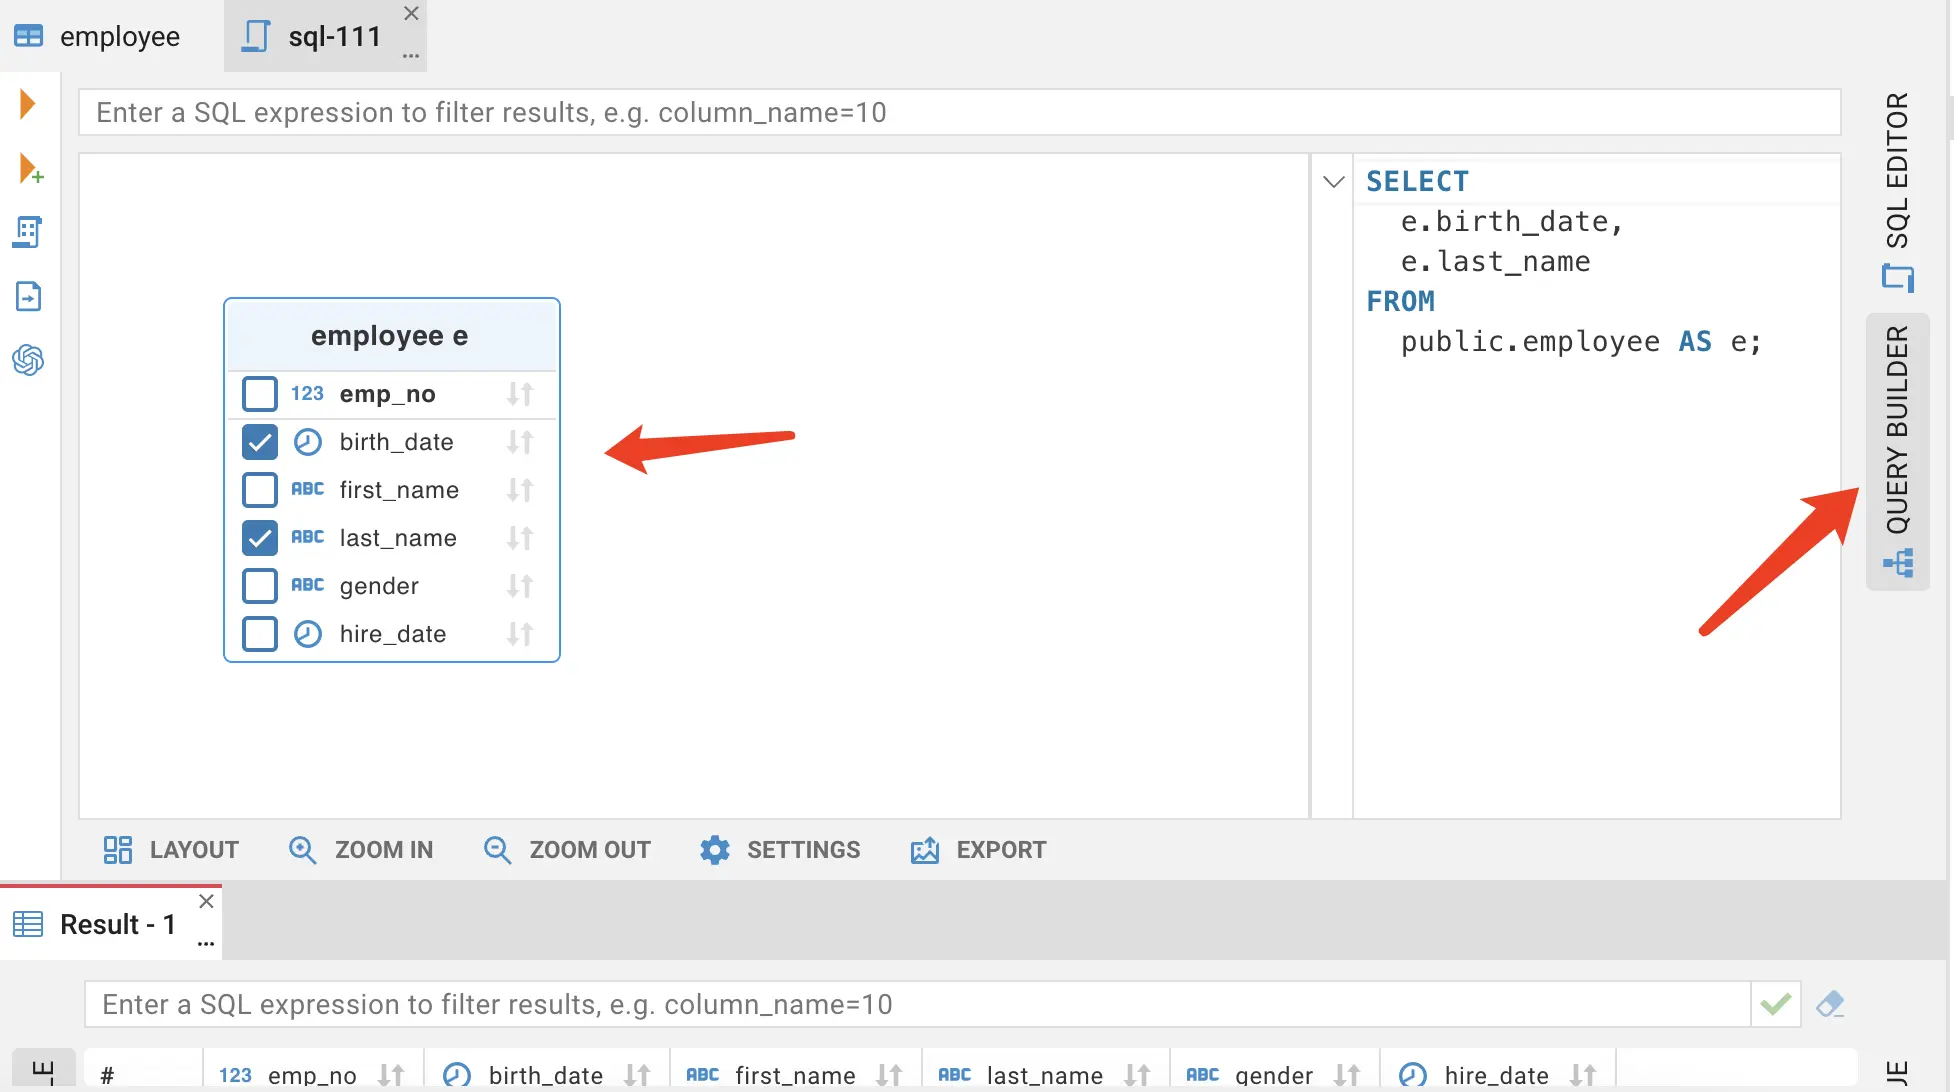 employee
sql-111
...
Enter a SQL expression to filter results, e.g. column_name=10
SELECT
e.birth_date,
e.last_name
FROM
public.employee AS e;
SQL EDITOR
QUERY BUILDER
employee e
123 emp_no
birth_date
ABC first_name
ABC last_name
ABC gender
hire_date
LAYOUT ZOOM IN ZOOM OUT SETTINGS EXPORT
Result - 1
...
Enter a SQL expression to filter results, e.g. column_name=10
# 123 emp_no birth_date ABC first_name ABC last_name ABC gender hire_date